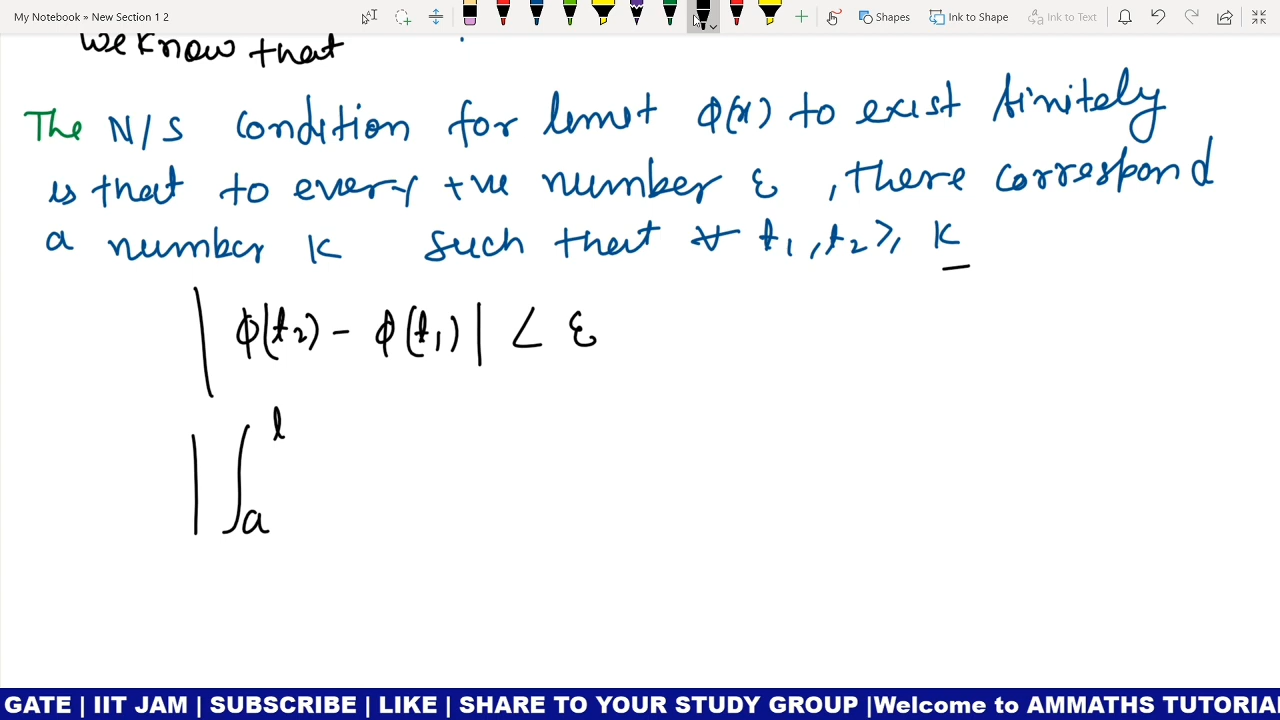 My Notebook » New Section 1 2
Shapes Ink to Shape Ink to Text
we know that
The N/S condition for limit φ(x) to exist finitely
is that to every +ve number ε , there correspond
a number K such that ∀ t₁ , t₂ ≥ K
| φ(t₂) - φ(t₁) | < ε
| ∫ₐ
GATE | IIT JAM | SUBSCRIBE | LIKE | SHARE TO YOUR STUDY GROUP |Welcome to AMMATHS TUTORIA